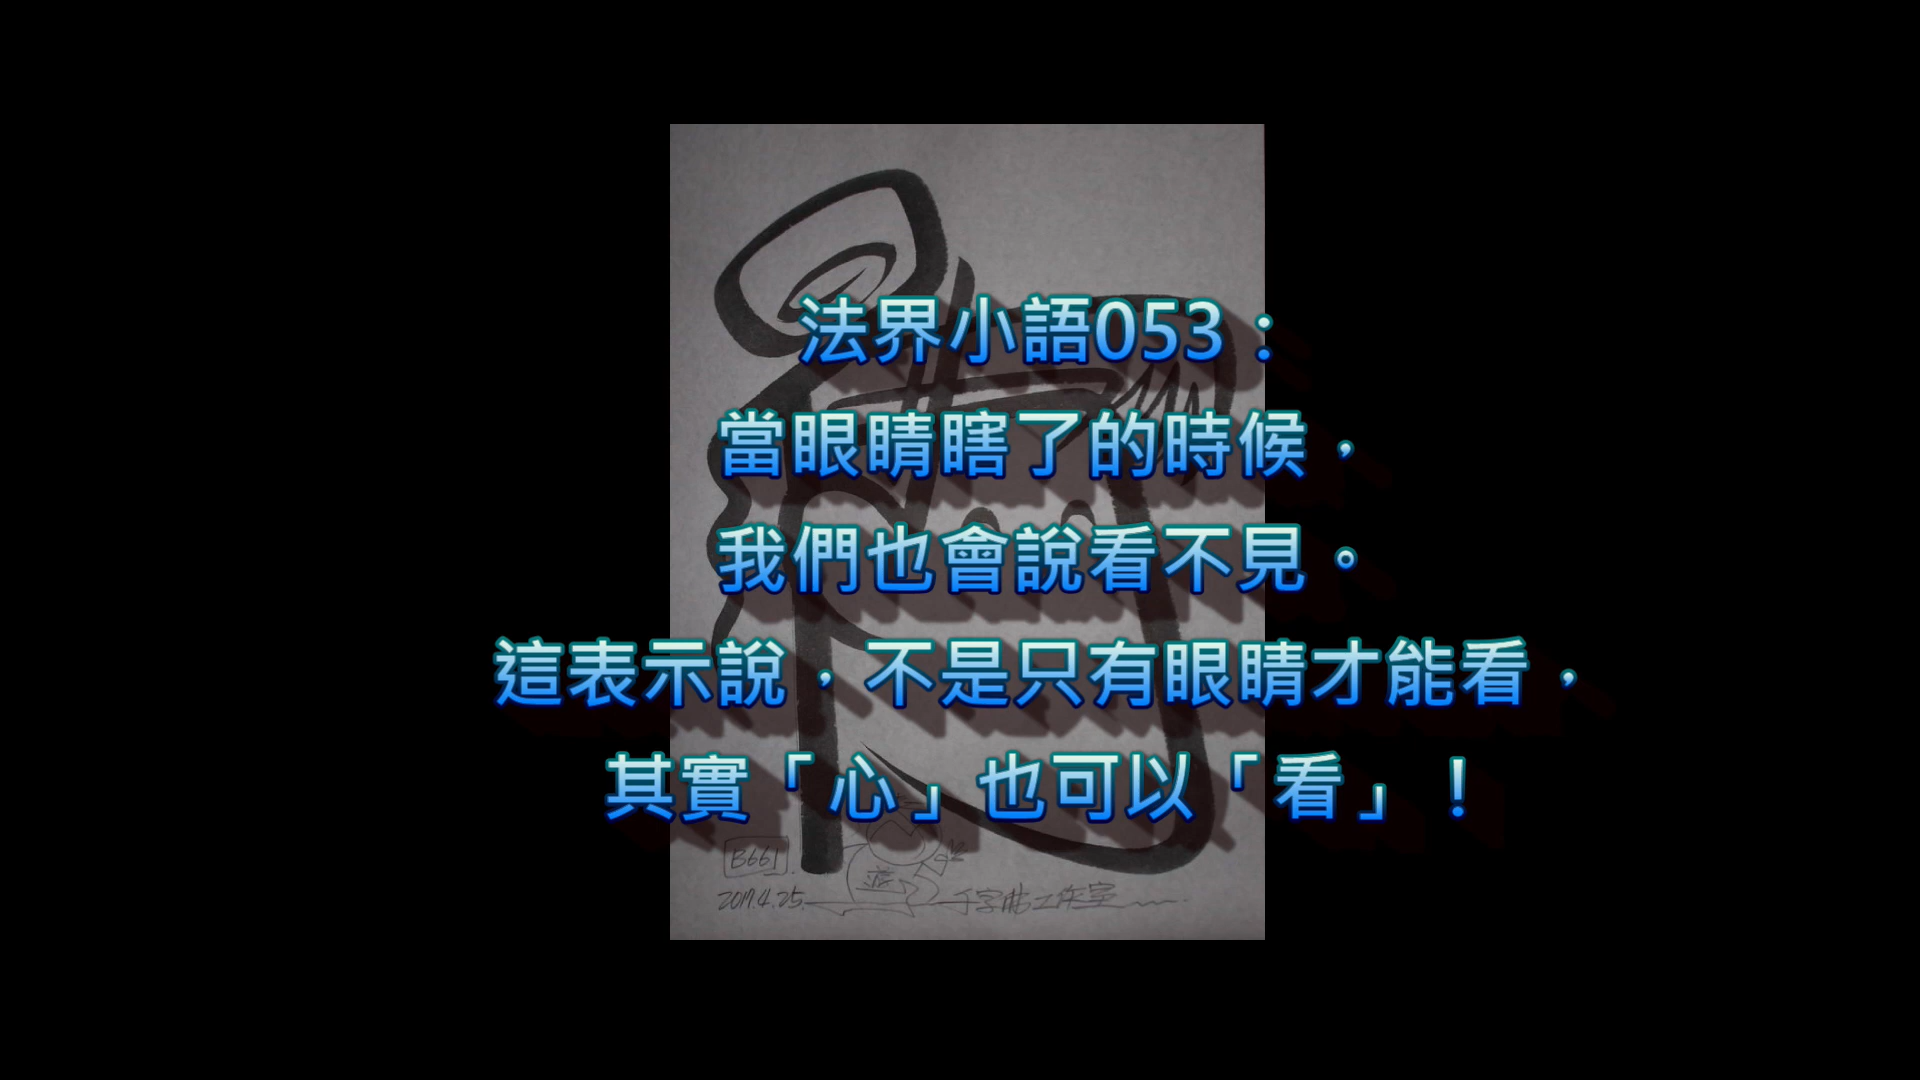 法界小語053：
當眼睛瞎了的時候，
我們也會說看不見。
這表示說，不是只有眼睛才能看，
其實「心」也可以「看」！
B661
2017.4.25